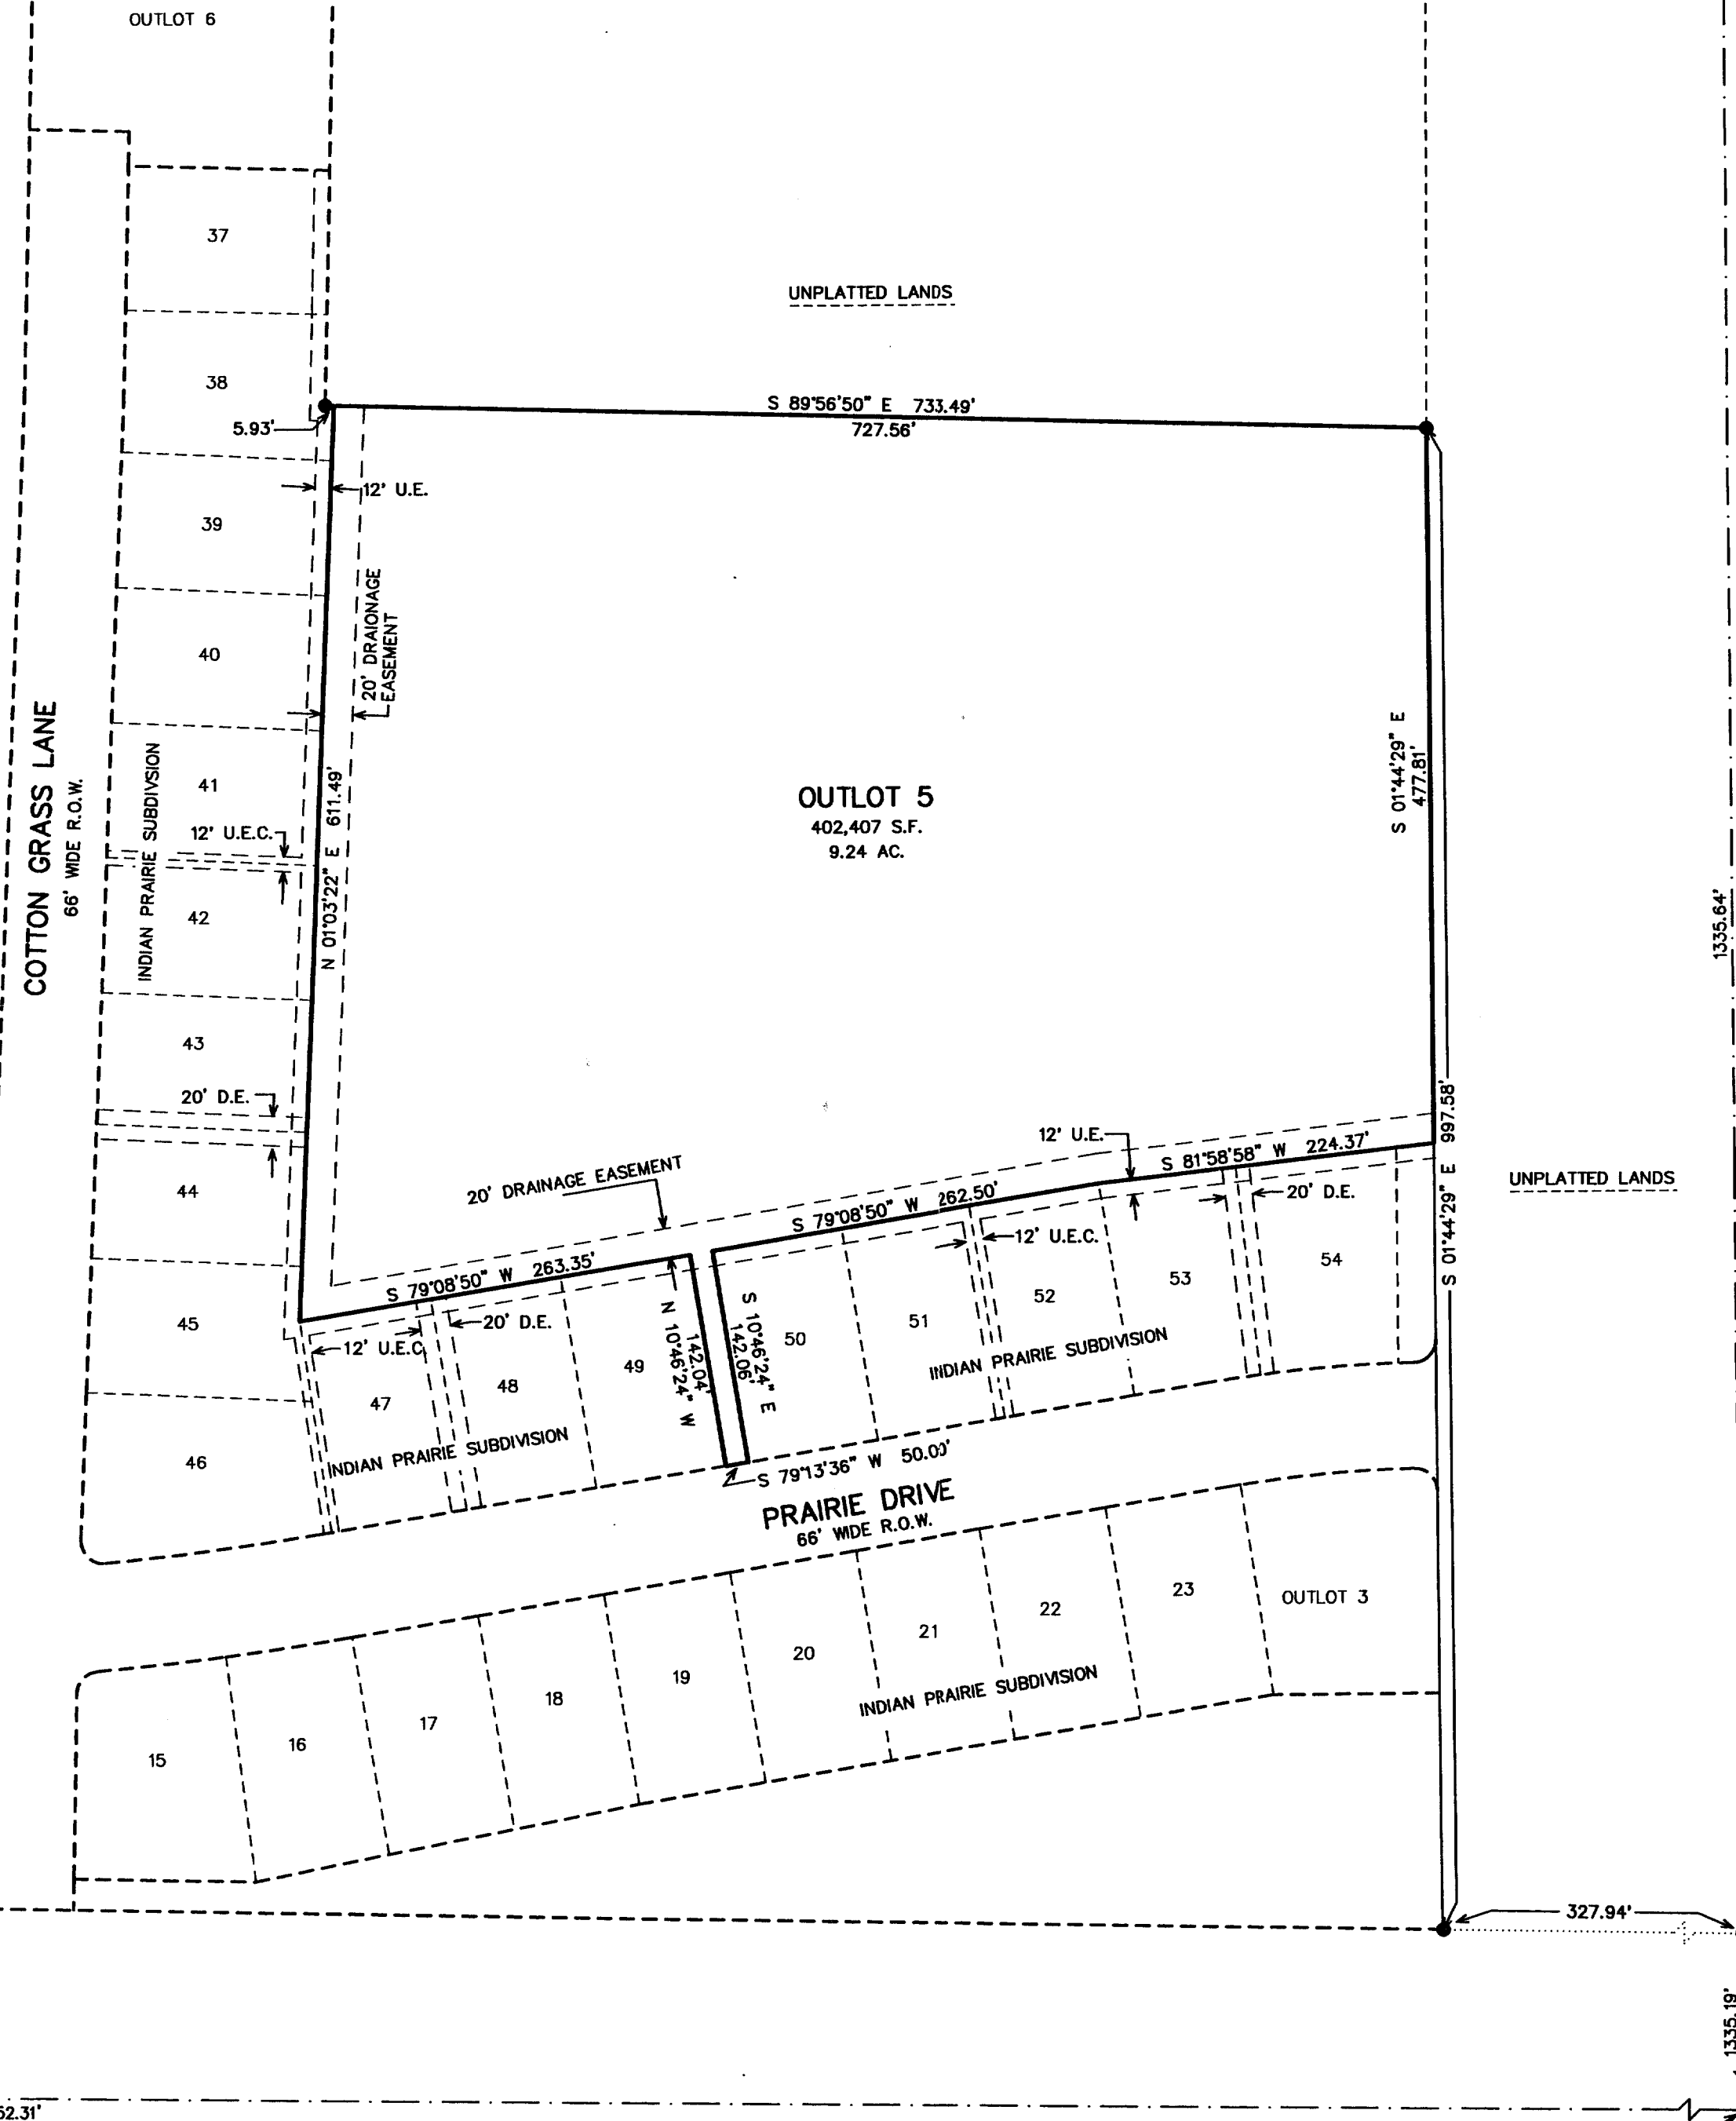 OUTLOT 6
37
UNPLATTED LANDS
38
S 89°56'50" E 733.49'
727.56'
5.93'
12' U.E.
39
20' DRAIONAGE
EASEMENT
40
COTTON GRASS LANE
66' WIDE R.O.W.
INDIAN PRAIRIE SUBDIVSION
41
12' U.E.C.
N 01°03'22" E 611.49'
OUTLOT 5
402,407 S.F.
9.24 AC.
S 01°44'29" E
477.81'
1335.64'
42
43
20' D.E.
44
20' DRAINAGE EASEMENT
12' U.E.
S 81°58'58" W 224.37'
S 01°44'29" E 997.58'
UNPLATTED LANDS
20' D.E.
S 79°08'50" W 262.50'
12' U.E.C.
S 79°08'50" W 263.35'
45
12' U.E.C.
20' D.E.
N 10°46'24" W
142.04'
S 10°46'24" E
142.06'
46
47
48
49
50
51
52
53
54
INDIAN PRAIRIE SUBDIVISION
INDIAN PRAIRIE SUBDIVISION
S 79°13'36" W 50.00'
PRAIRIE DRIVE
66' WIDE R.O.W.
15
16
17
18
19
20
21
22
23
OUTLOT 3
INDIAN PRAIRIE SUBDIVISION
327.94'
1335.19'
52.31'